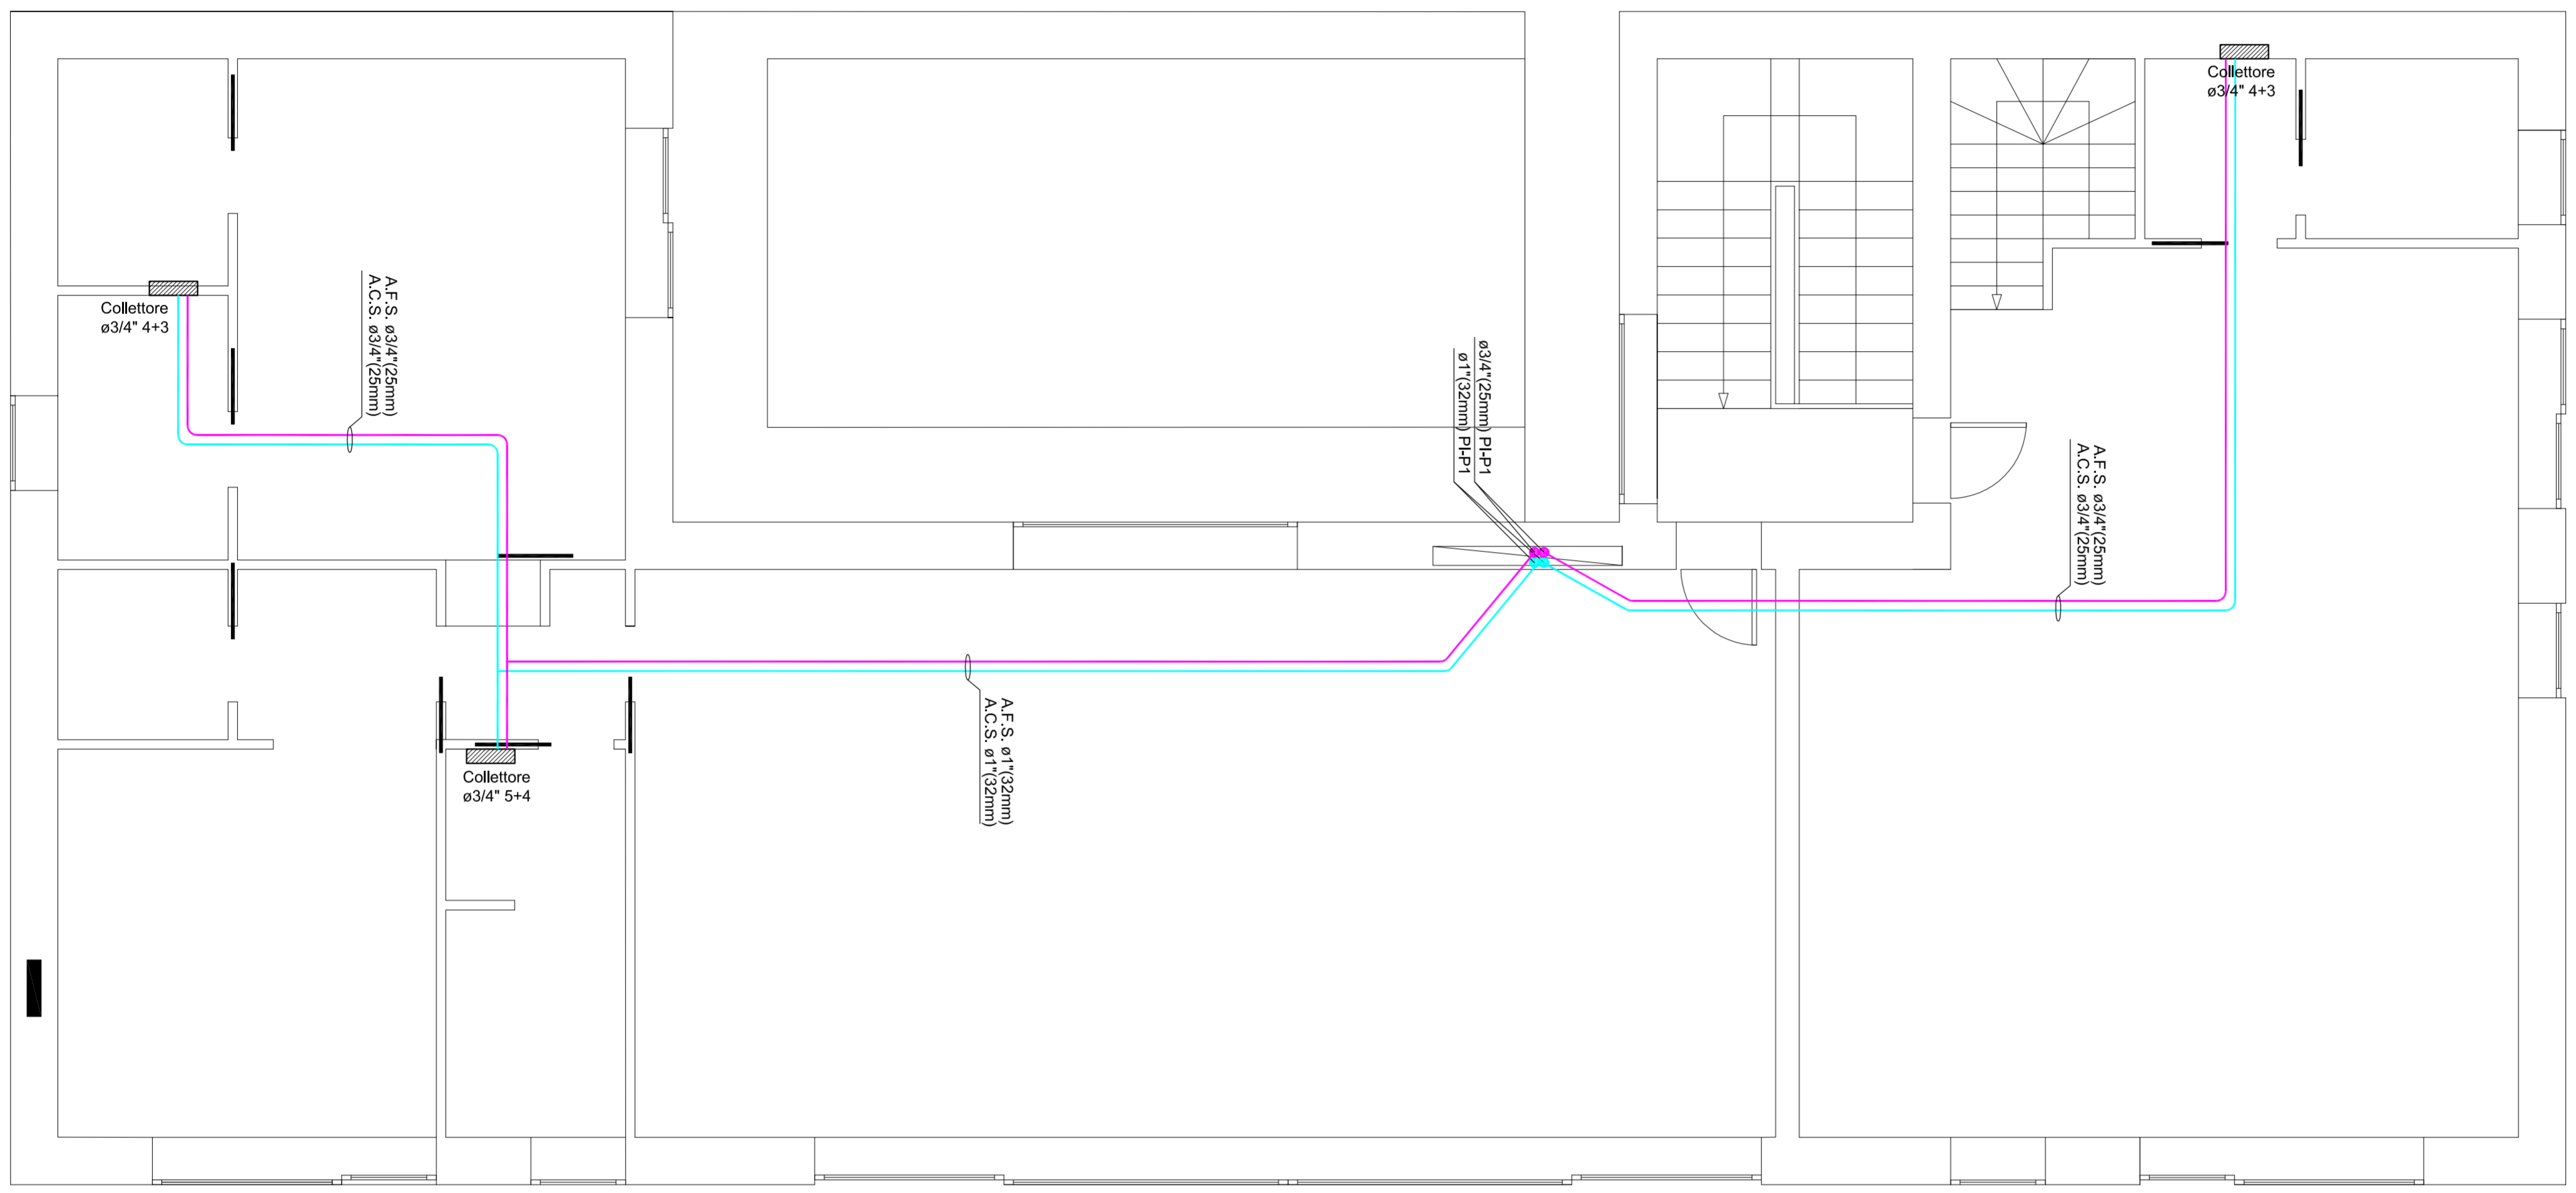 Collettore
ø3/4" 4+3
A.F.S. ø3/4"(25mm)
A.C.S. ø3/4"(25mm)
Collettore
ø3/4" 4+3
ø3/4"(25mm) PI-P1
ø1"(32mm) PI-P1
A.F.S. ø3/4"(25mm)
A.C.S. ø3/4"(25mm)
A.F.S. ø1"(32mm)
A.C.S. ø1"(32mm)
Collettore
ø3/4" 5+4